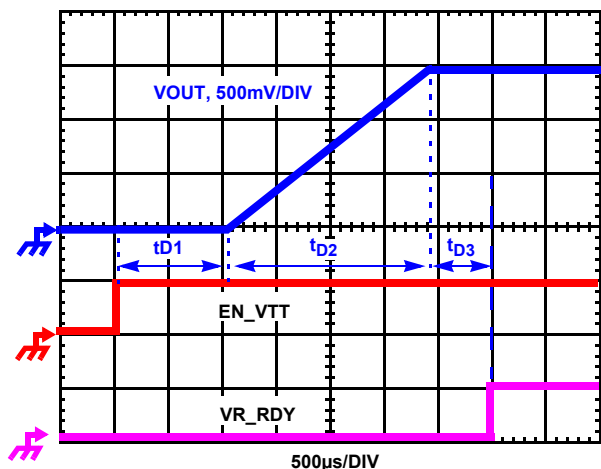 VOUT, 500mV/DIV
tD1
tD2
tD3
EN_VTT
VR_RDY
500µs/DIV